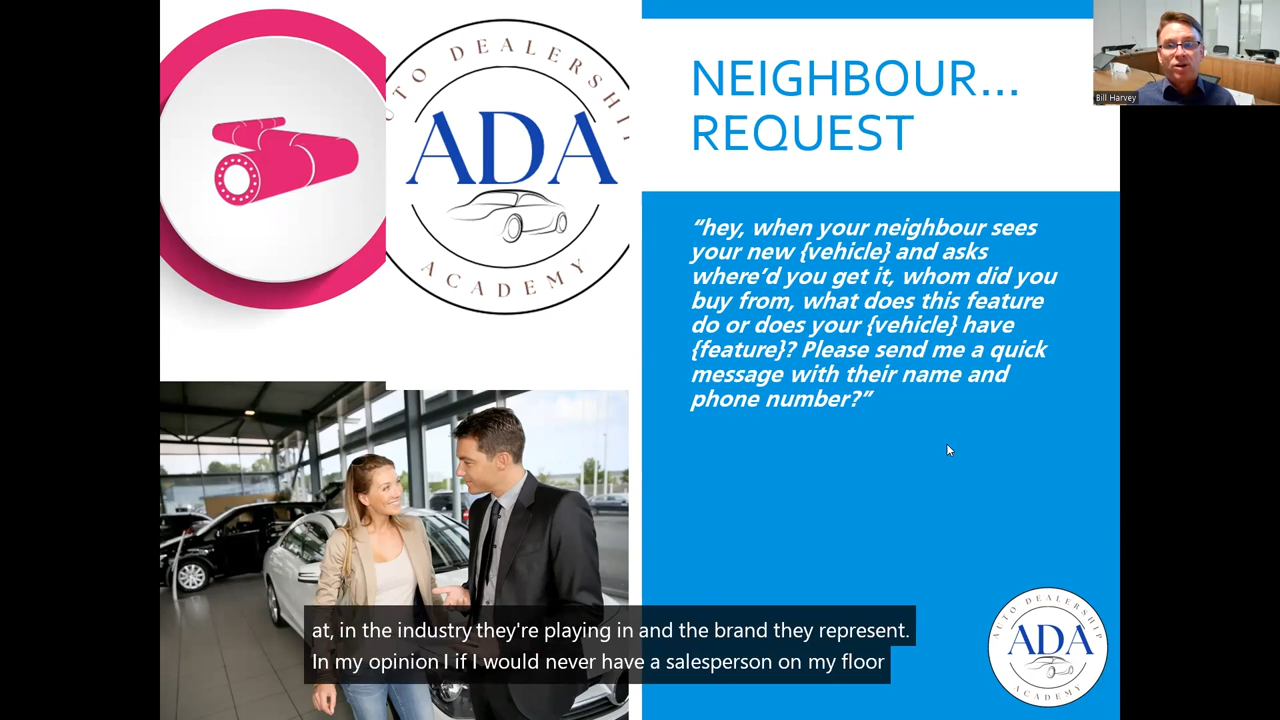 AUTO DEALERSHIP
ADA
ACADEMY
NEIGHBOUR...
REQUEST
Bill Harvey
“hey, when your neighbour sees
your new {vehicle} and asks
where’d you get it, whom did you
buy from, what does this feature
do or does your {vehicle} have
{feature}? Please send me a quick
message with their name and
phone number?”
at, in the industry they're playing in and the brand they represent.
In my opinion I if I would never have a salesperson on my floor
AUTO DEALERSHIP
ADA
ACADEMY